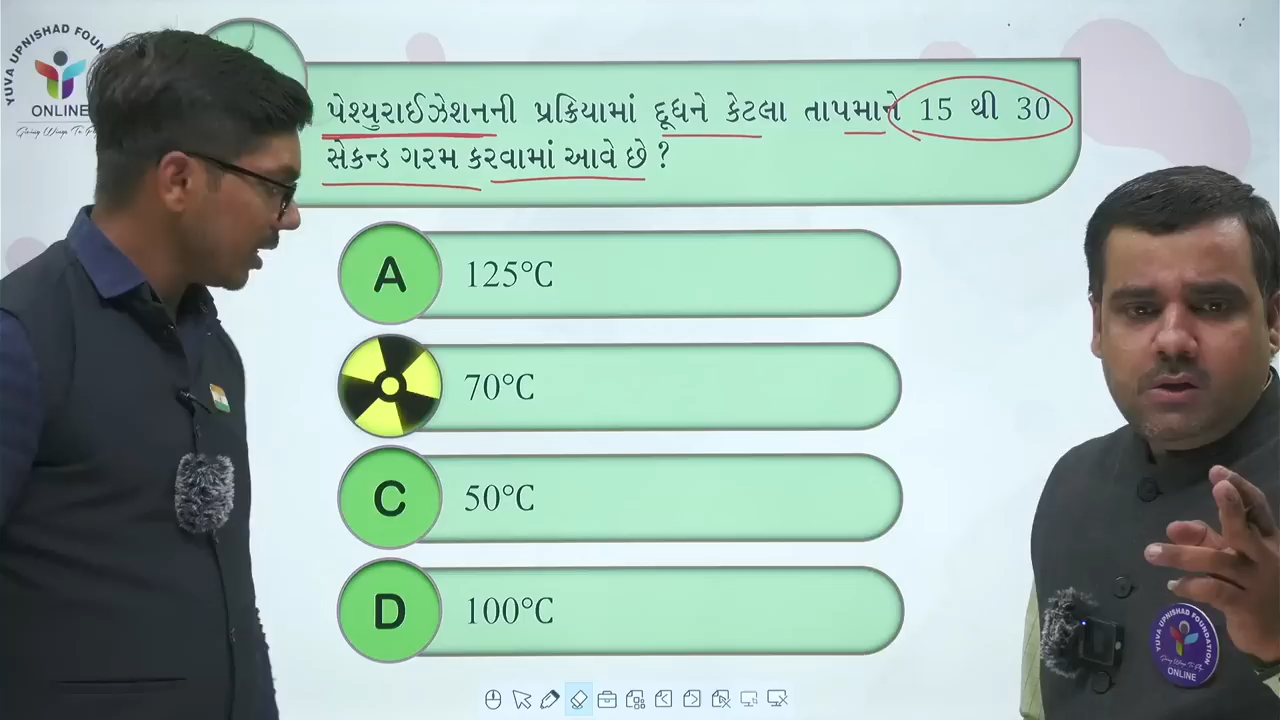 YUVA UPNISHAD FOUN
ONLINE
પેશ્યુરાઈઝેશનની પ્રક્રિયામાં દૂધને કેટલા તાપમાને 15 થી 30
સેકન્ડ ગરમ કરવામાં આવે છે ?
A 125°C
70°C
C 50°C
D 100°C
YUVA UPNISHAD FOUNDATION
ONLINE